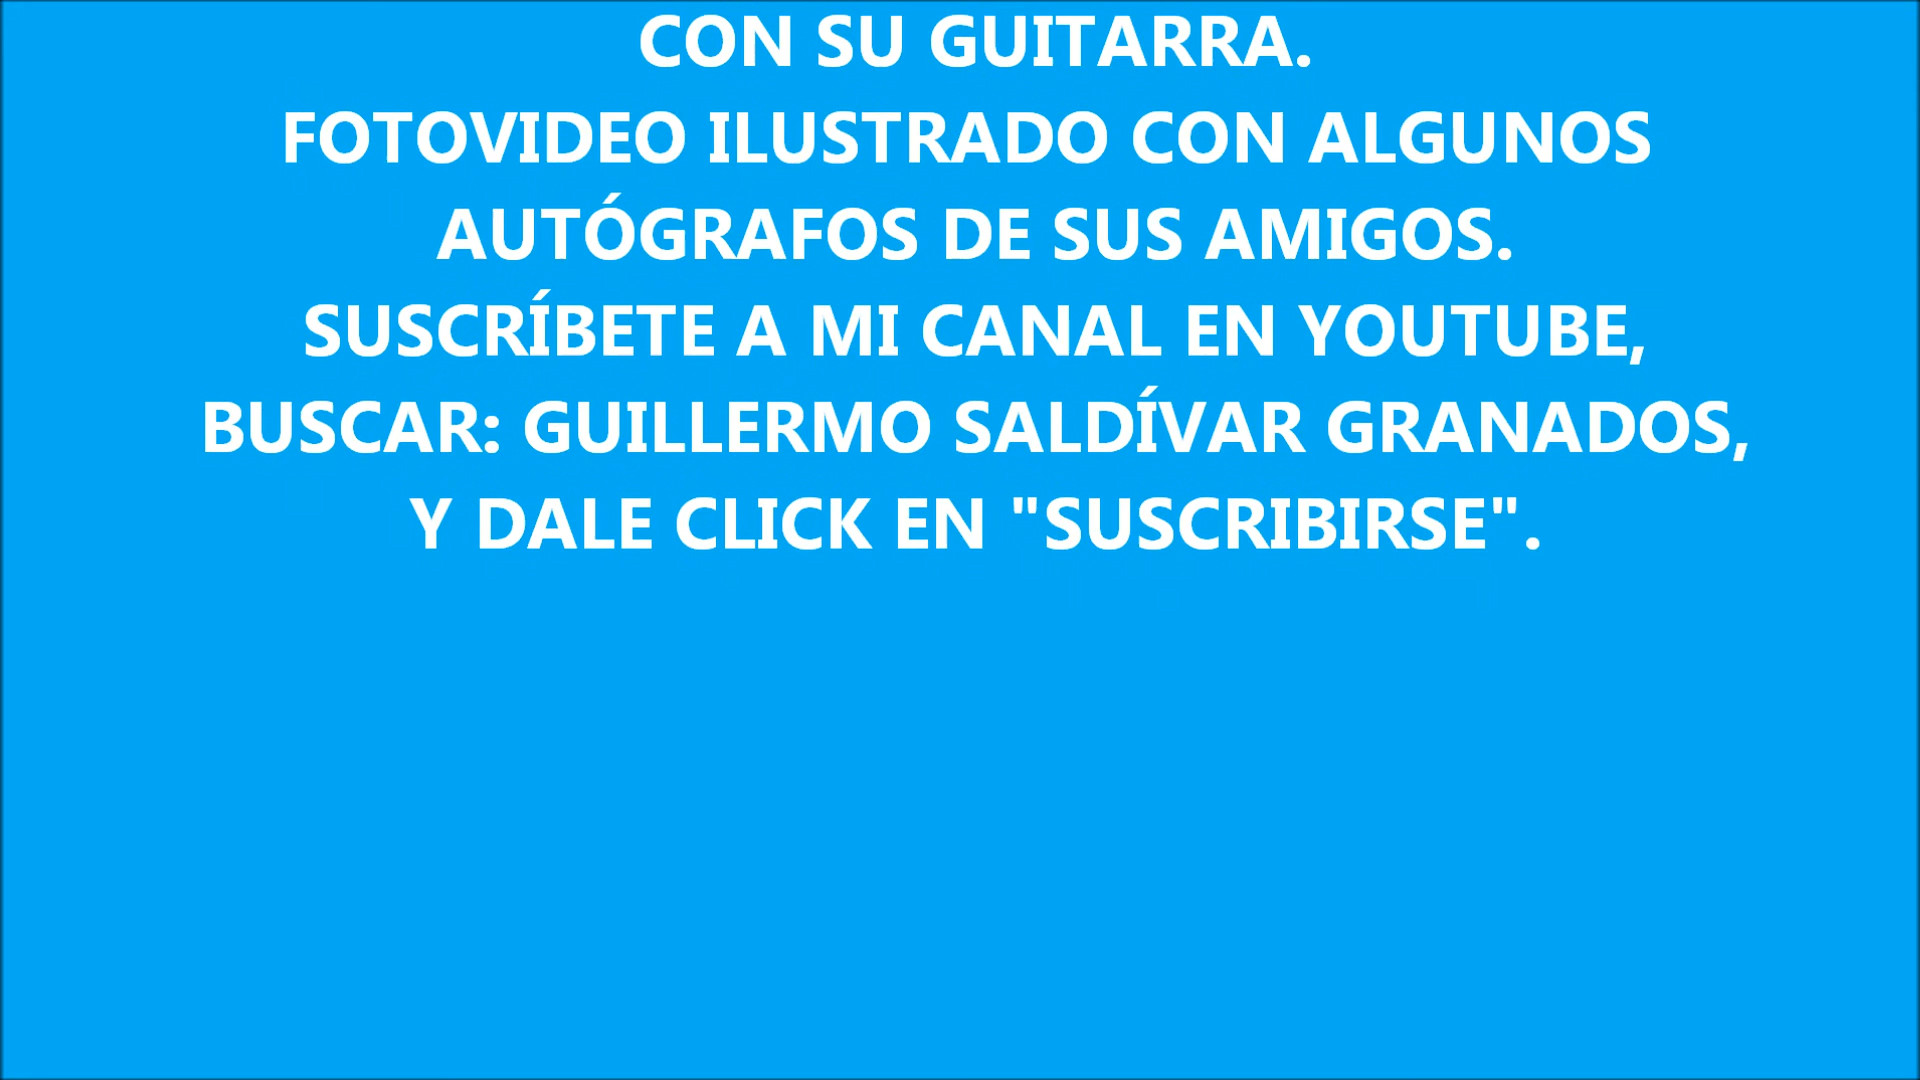 CON SU GUITARRA.
FOTOVIDEO ILUSTRADO CON ALGUNOS
AUTÓGRAFOS DE SUS AMIGOS.
SUSCRÍBETE A MI CANAL EN YOUTUBE,
BUSCAR: GUILLERMO SALDÍVAR GRANADOS,
Y DALE CLICK EN "SUSCRIBIRSE".